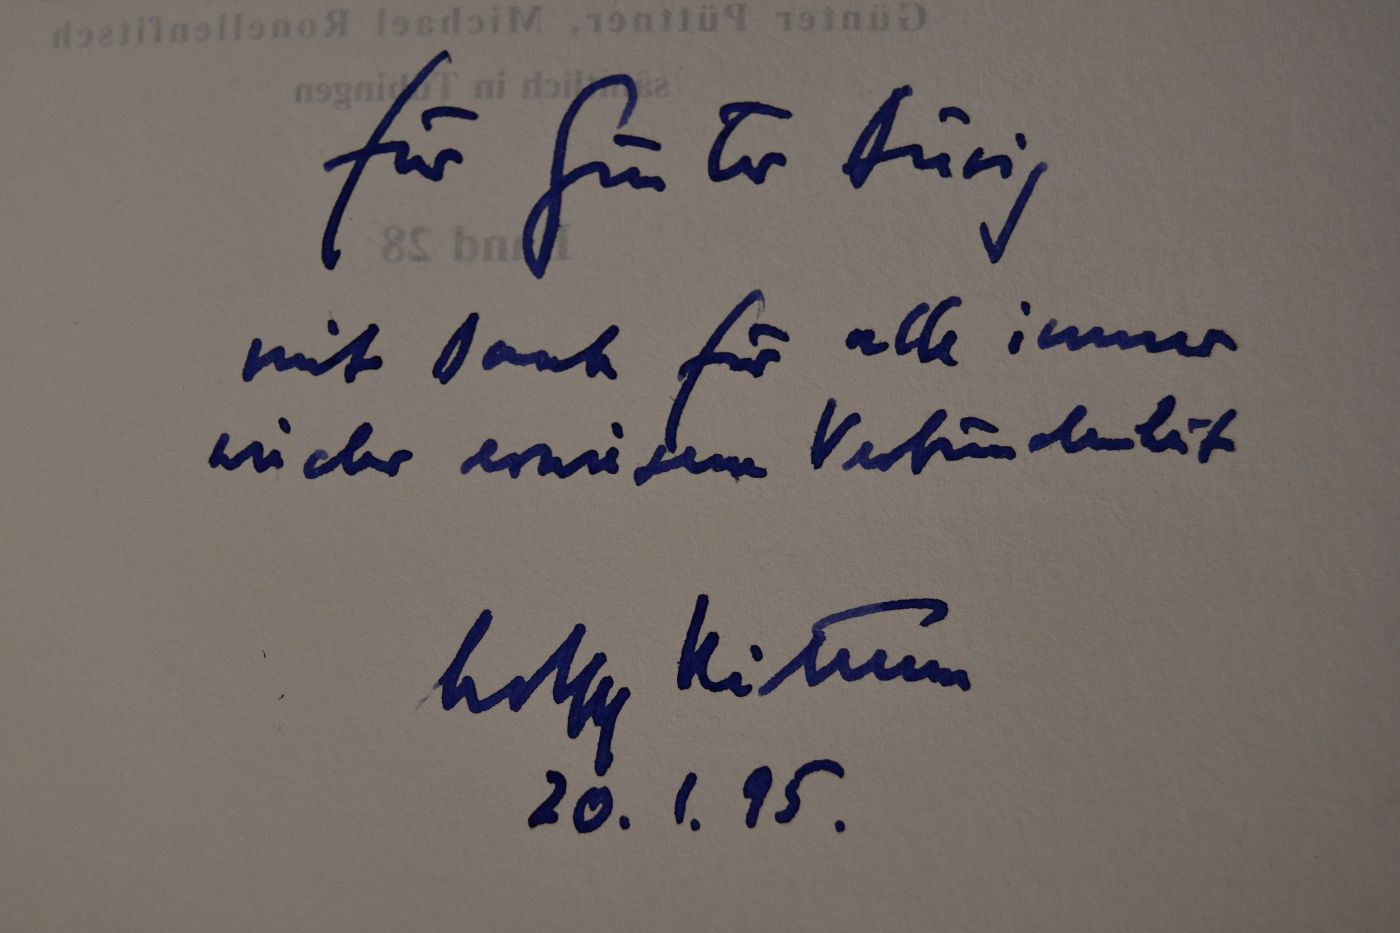 Günter Püttner, Michael Ronellenfitsch
sämtlich in Tübingen
für Günter Dürig
Band 28
mit Dank für alle immer
wieder erwiesene Verbundenheit
20. 1. 95.